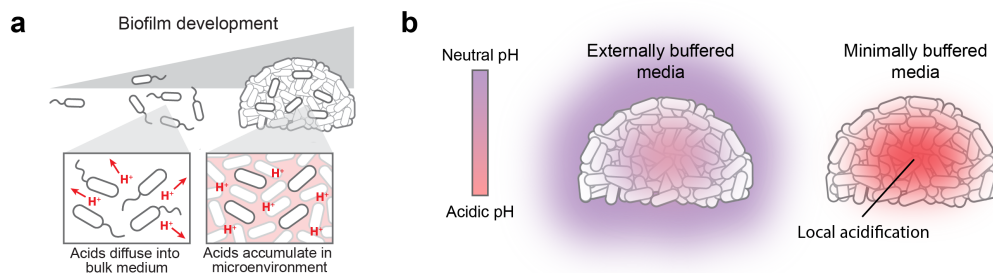 a
Biofilm development
H⁺
H⁺
H⁺
H⁺
Acids diffuse into
bulk medium
H⁺
H⁺
H⁺
H⁺
H⁺
Acids accumulate in
microenvironment
b
Neutral pH
Acidic pH
Externally buffered
media
Minimally buffered
media
Local acidification